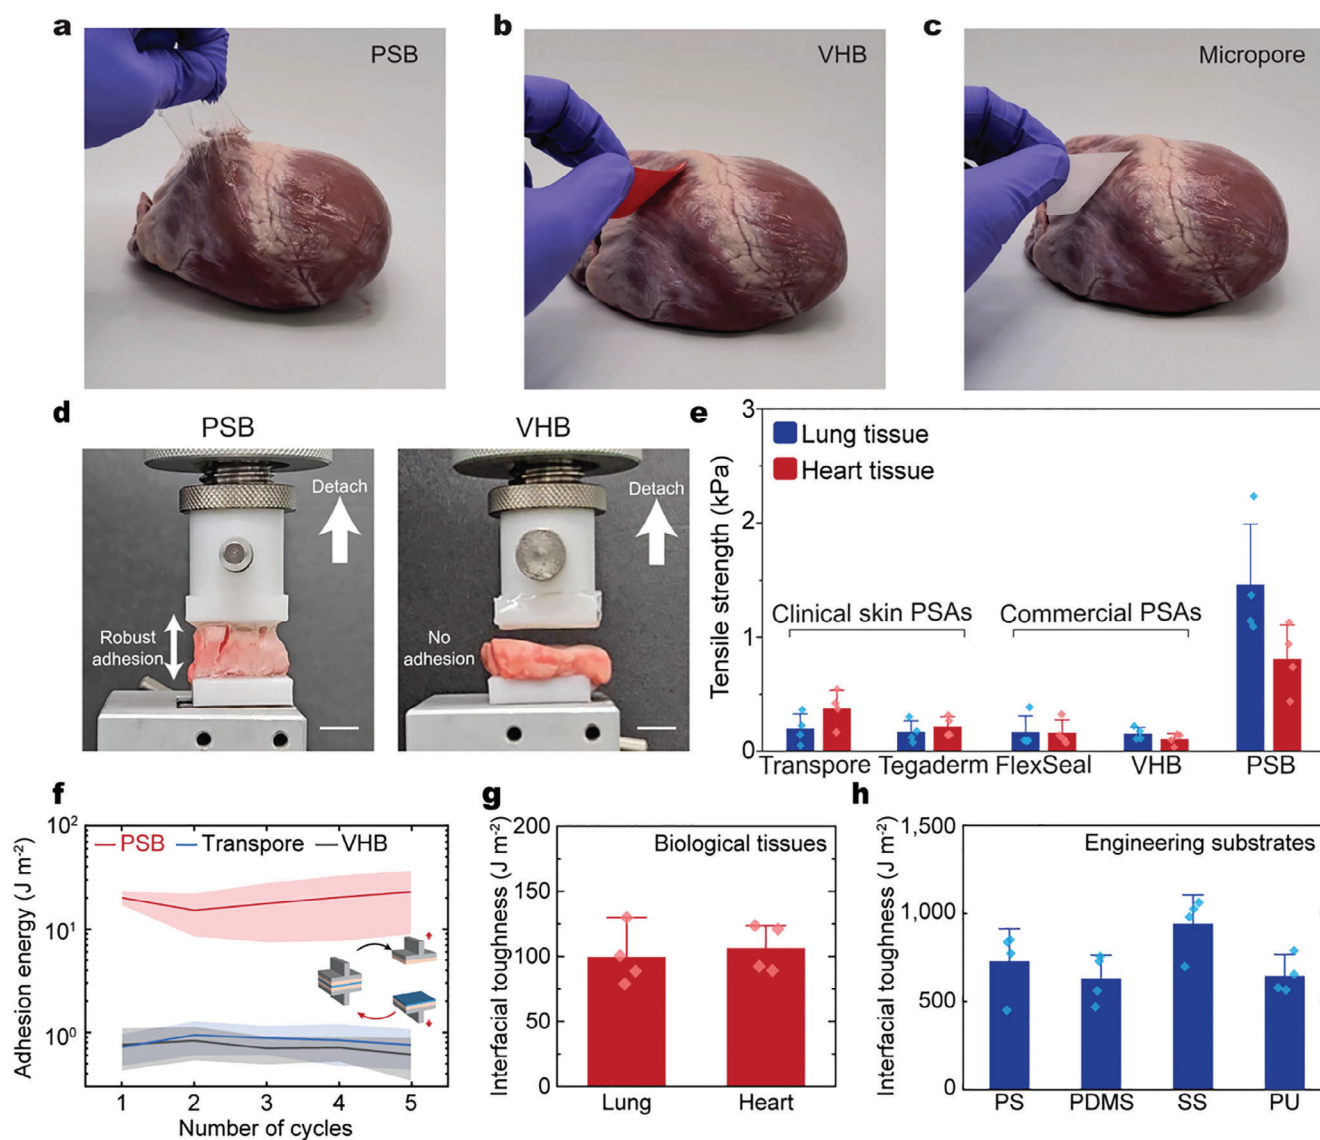 a
PSB
b
VHB
c
Micropore
d
PSB
Detach
Robust
adhesion
VHB
Detach
No
adhesion
e
Tensile strength (kPa)
3
2
1
0
Lung tissue
Heart tissue
Clinical skin PSAs
Commercial PSAs
Transpore
Tegaderm
FlexSeal
VHB
PSB
f
Adhesion energy (J m⁻²)
10²
10¹
10⁰
PSB
Transpore
VHB
1 2 3 4 5
Number of cycles
g
Interfacial toughness (J m⁻²)
200
150
100
50
0
Biological tissues
Lung
Heart
h
Interfacial toughness (J m⁻²)
1,500
1,000
500
0
Engineering substrates
PS
PDMS
SS
PU